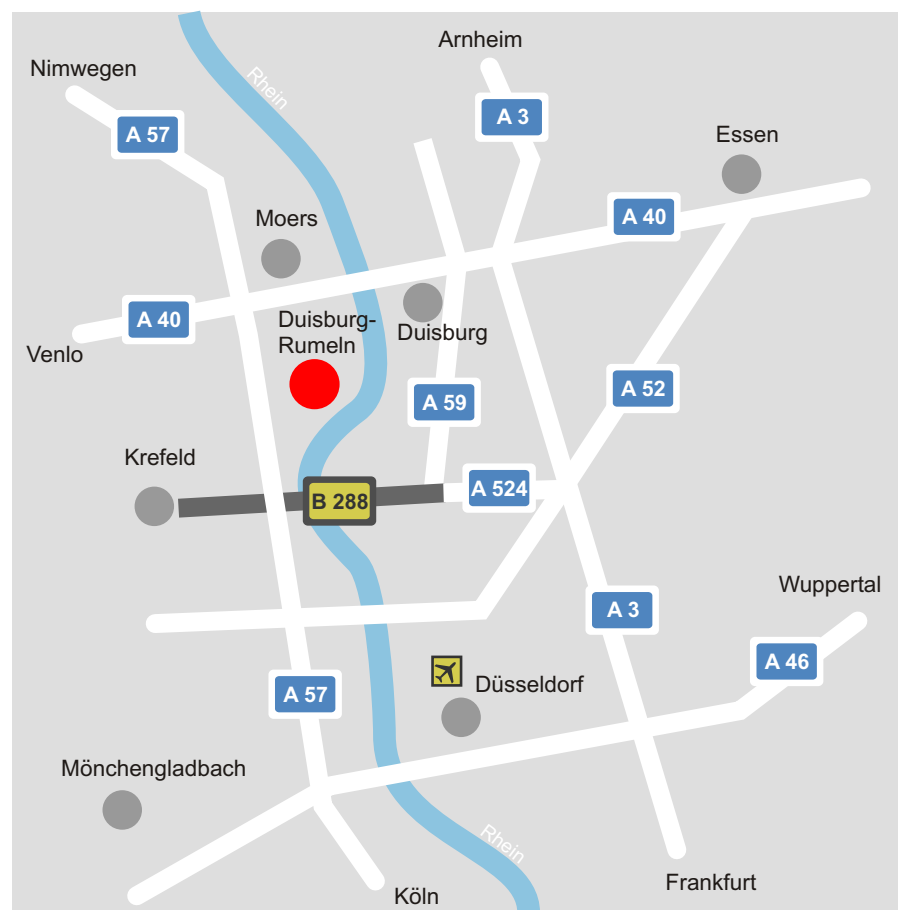 Arnheim
Nimwegen
Rhein
A 3
A 57
Essen
Moers
A 40
A 40
Duisburg-
Rumeln
Duisburg
Venlo
A 52
A 59
Krefeld
A 524
B 288
Wuppertal
A 3
A 46
Düsseldorf
A 57
Mönchengladbach
Rhein
Frankfurt
Köln